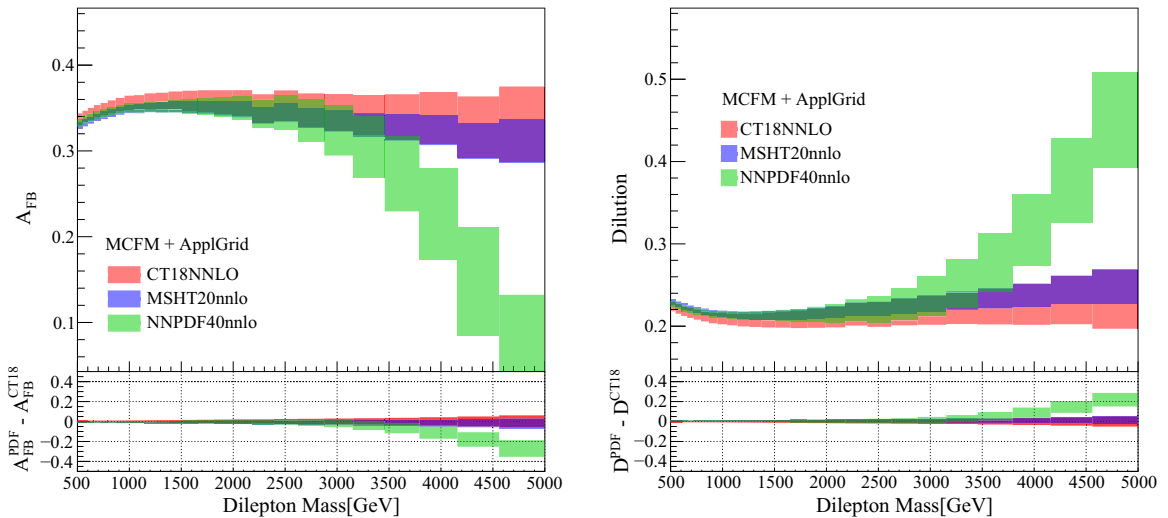 0.4
0.3
0.2
0.1
A_FB
MCFM + ApplGrid
CT18NNLO
MSHT20nnlo
NNPDF40nnlo
0.4
0.2
0
−0.2
−0.4
A_FB^PDF - A_FB^CT18
500 1000 1500 2000 2500 3000 3500 4000 4500 5000
Dilepton Mass[GeV]
0.5
0.4
0.3
0.2
Dilution
MCFM + ApplGrid
CT18NNLO
MSHT20nnlo
NNPDF40nnlo
0.4
0.2
0
−0.2
−0.4
D^PDF - D^CT18
500 1000 1500 2000 2500 3000 3500 4000 4500 5000
Dilepton Mass[GeV]